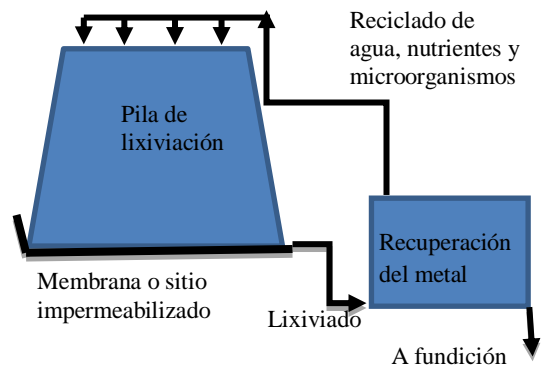 Reciclado de
agua, nutrientes y
microorganismos
Pila de
lixiviación
Recuperación
del metal
Membrana o sitio
impermeabilizado
Lixiviado
A fundición